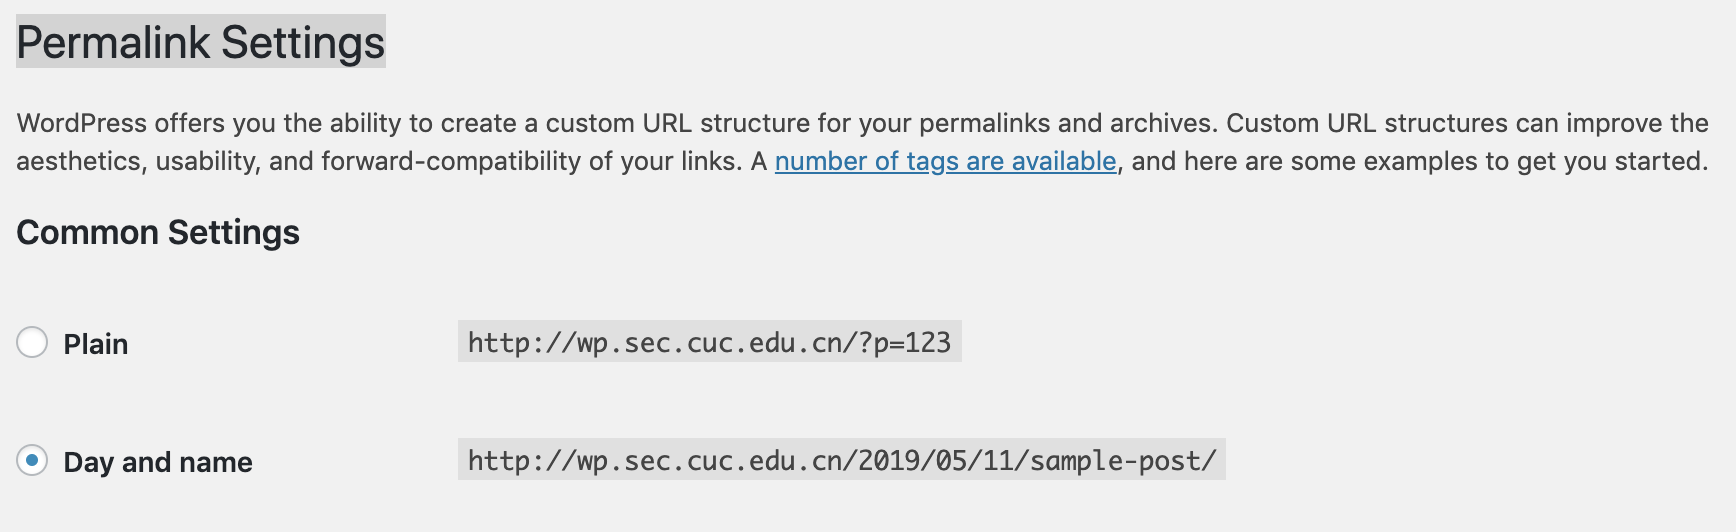 Permalink Settings
WordPress offers you the ability to create a custom URL structure for your permalinks and archives. Custom URL structures can improve the
aesthetics, usability, and forward-compatibility of your links. A number of tags are available, and here are some examples to get you started.
Common Settings
Plain http://wp.sec.cuc.edu.cn/?p=123
Day and name http://wp.sec.cuc.edu.cn/2019/05/11/sample-post/